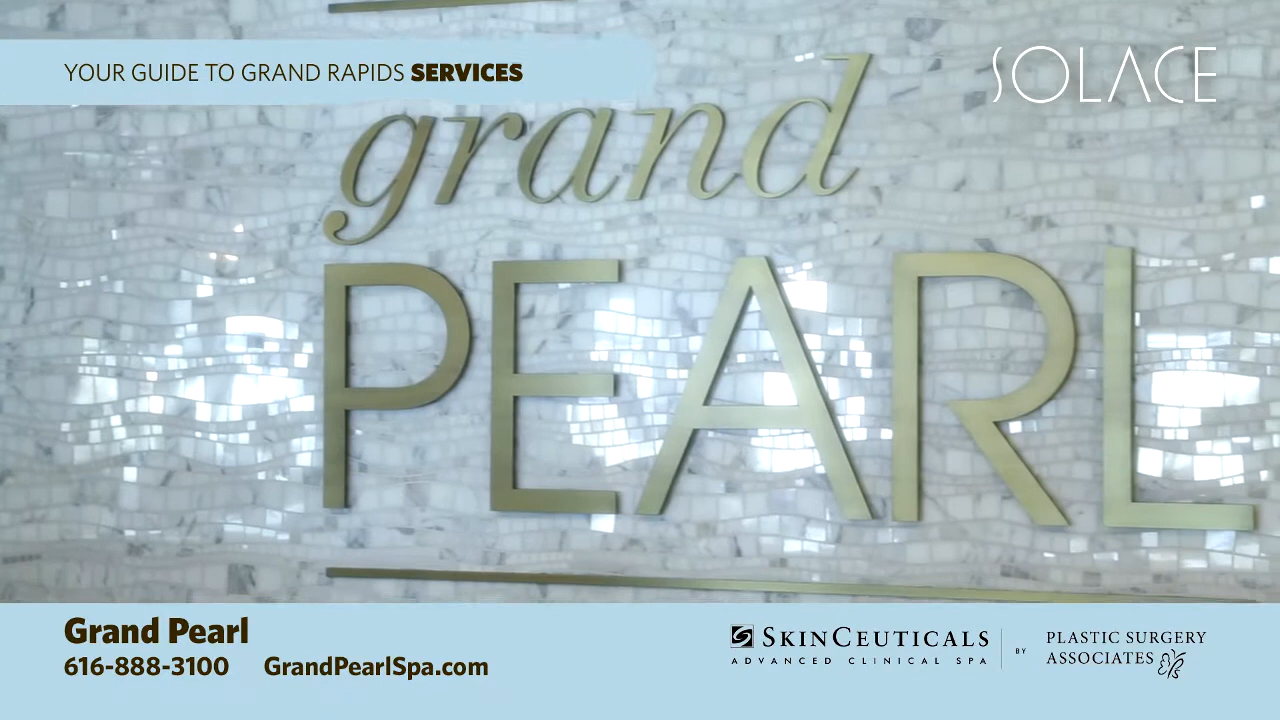 YOUR GUIDE TO GRAND RAPIDS SERVICES
SOLACE
grand
PEARL
Grand Pearl
616-888-3100 GrandPearlSpa.com
SKINCEUTICALS
ADVANCED CLINICAL SPA
BY
PLASTIC SURGERY
ASSOCIATES